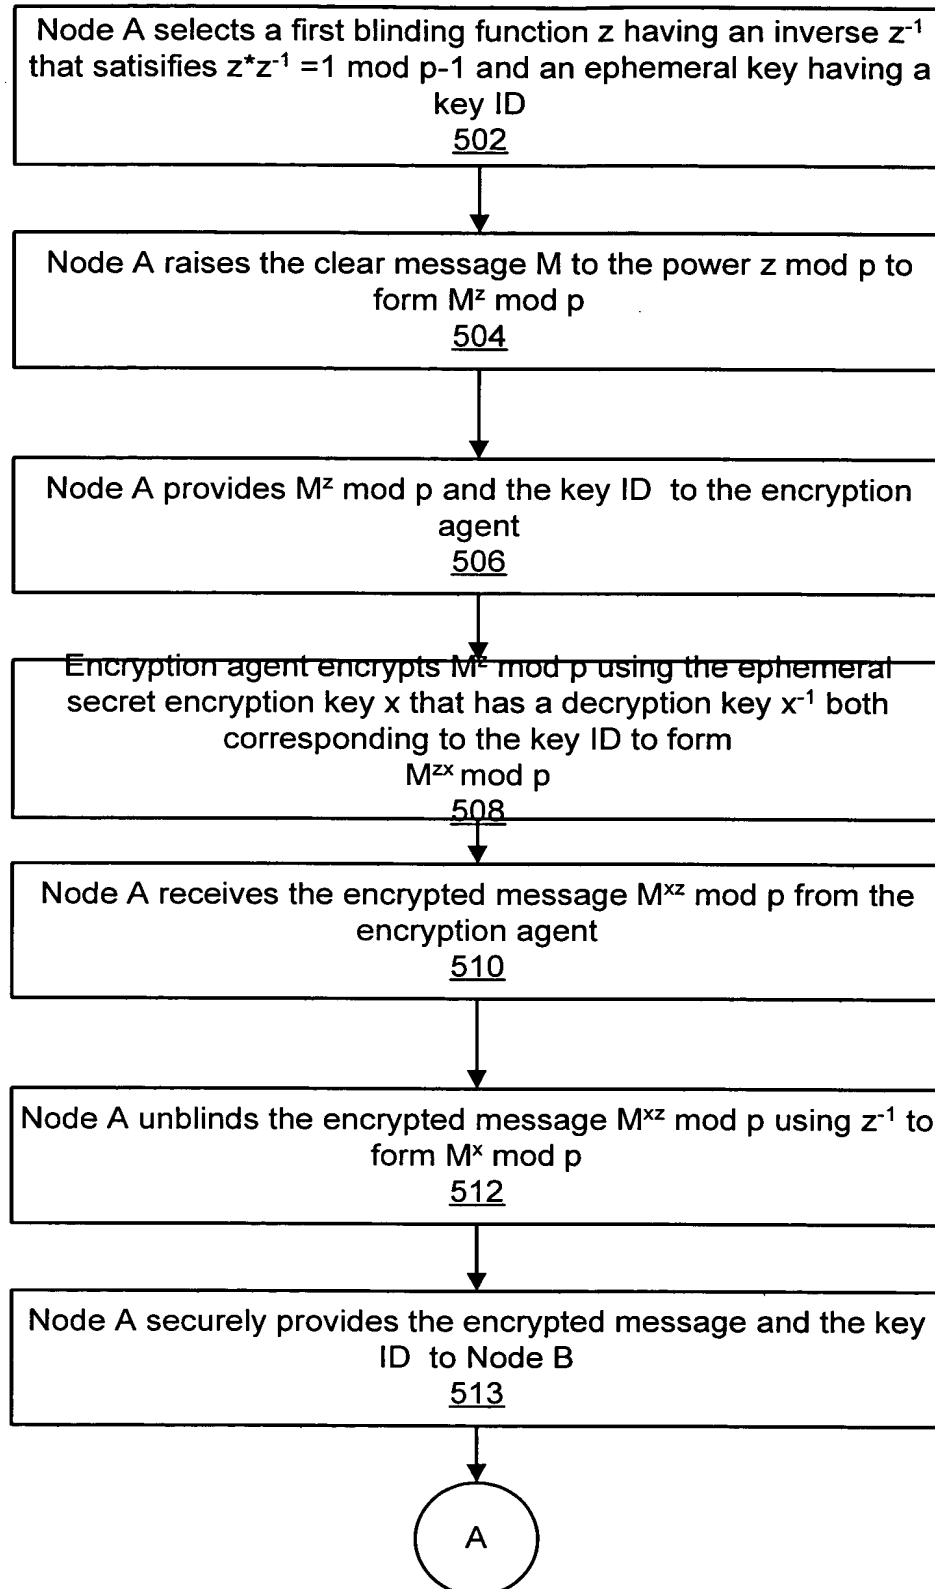 Node A selects a first blinding function z having an inverse z⁻¹
that satisifies z*z⁻¹ =1 mod p-1 and an ephemeral key having a
key ID
502
Node A raises the clear message M to the power z mod p to
form Mᶻ mod p
504
Node A provides Mᶻ mod p and the key ID to the encryption
agent
506
Encryption agent encrypts Mᶻ mod p using the ephemeral
secret encryption key x that has a decryption key x⁻¹ both
corresponding to the key ID to form
Mᶻˣ mod p
508
Node A receives the encrypted message Mˣᶻ mod p from the
encryption agent
510
Node A unblinds the encrypted message Mˣᶻ mod p using z⁻¹ to
form Mˣ mod p
512
Node A securely provides the encrypted message and the key
ID to Node B
513
A